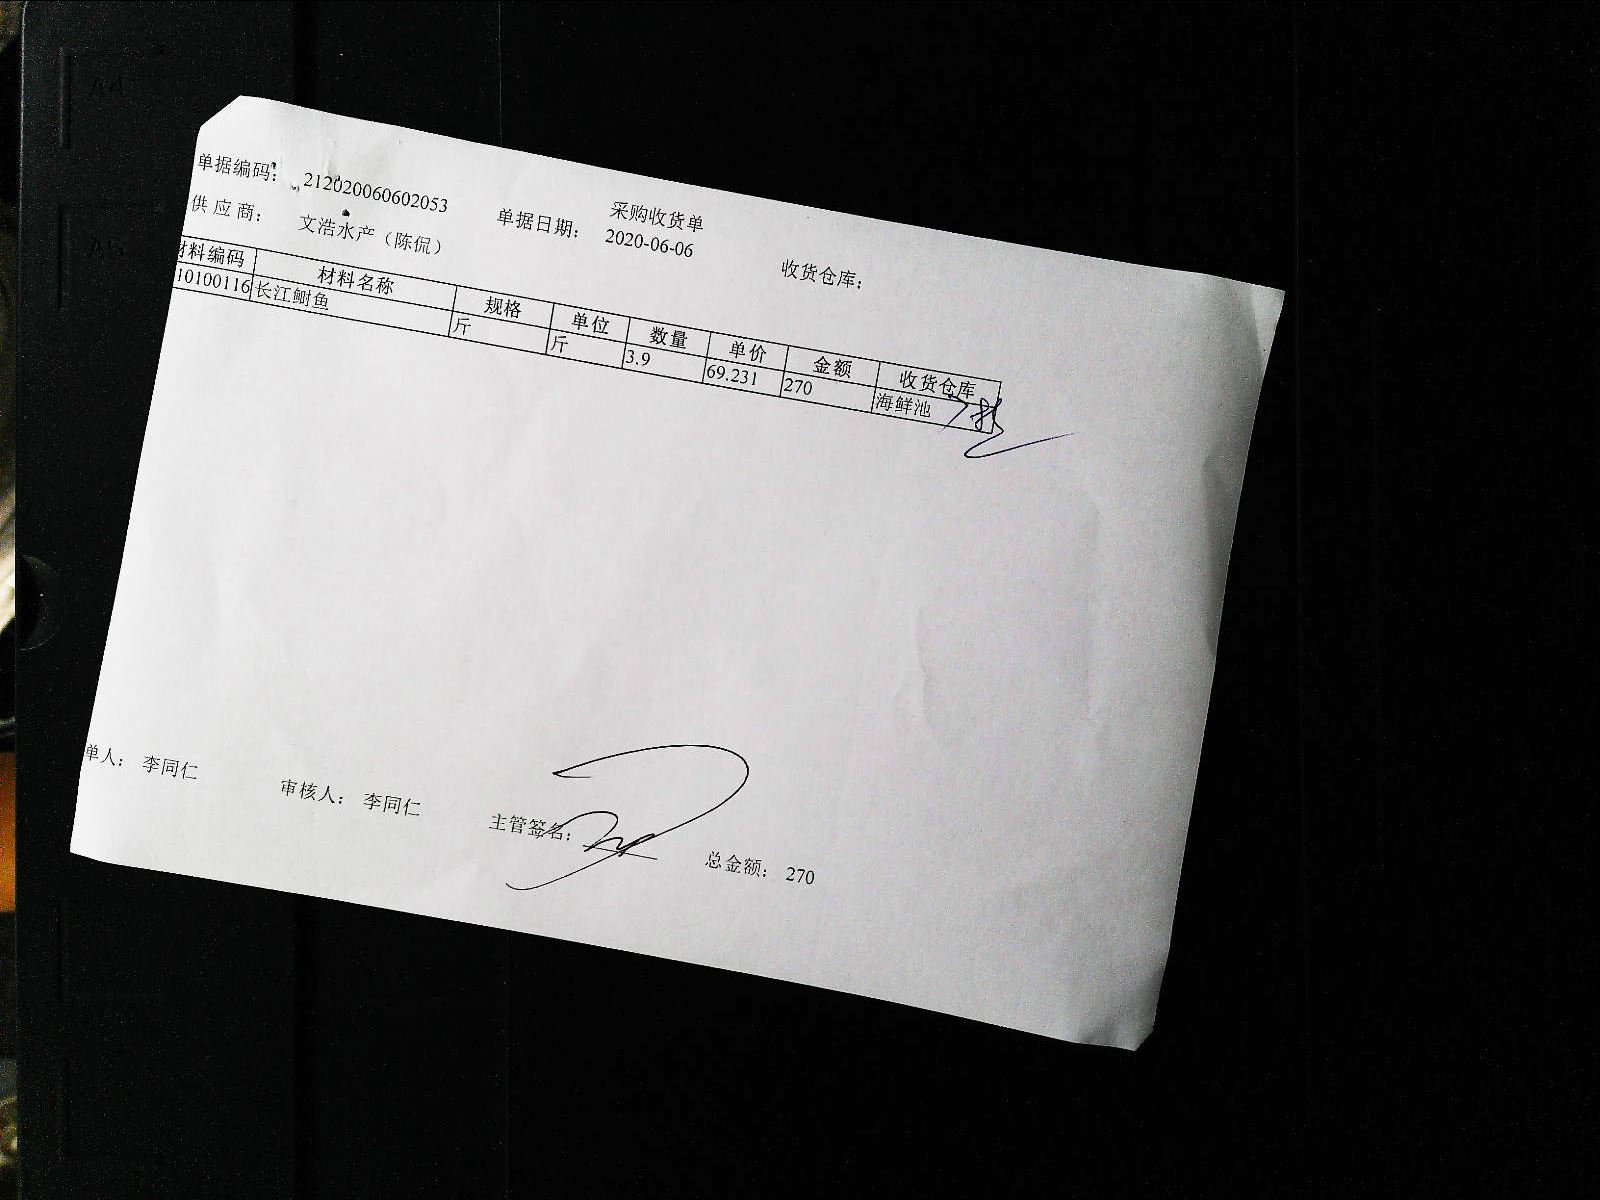 采购收货单
单据编码： 212020060602053 单据日期： 2020-06-06 收货仓库：
供应商： 文浩水产（陈侃）
材料编码 材料名称 规格 单位 数量 单价 金额 收货仓库
10100116 长江鲥鱼 斤 斤 3.9 69.231 270 海鲜池
单人： 李同仁 审核人： 李同仁 主管签名： 总金额： 270
A4
A5